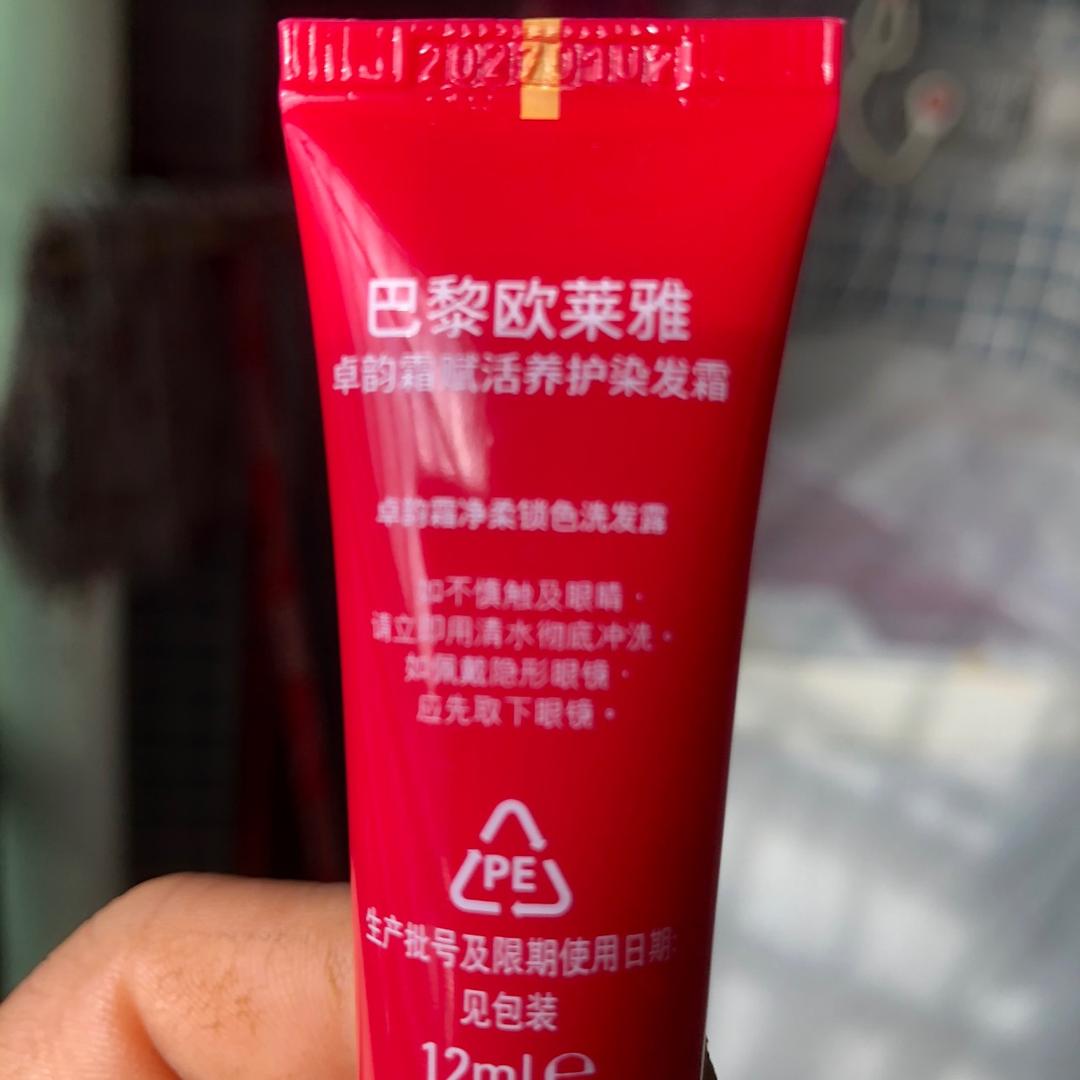 巴黎欧莱雅
卓韵霜赋活养护染发霜
卓韵霜净柔锁色洗发露
如不慎触及眼睛，
请立即用清水彻底冲洗。
如佩戴隐形眼镜，
应先取下眼镜。
PE
生产批号及限期使用日期:
见包装
12ml e